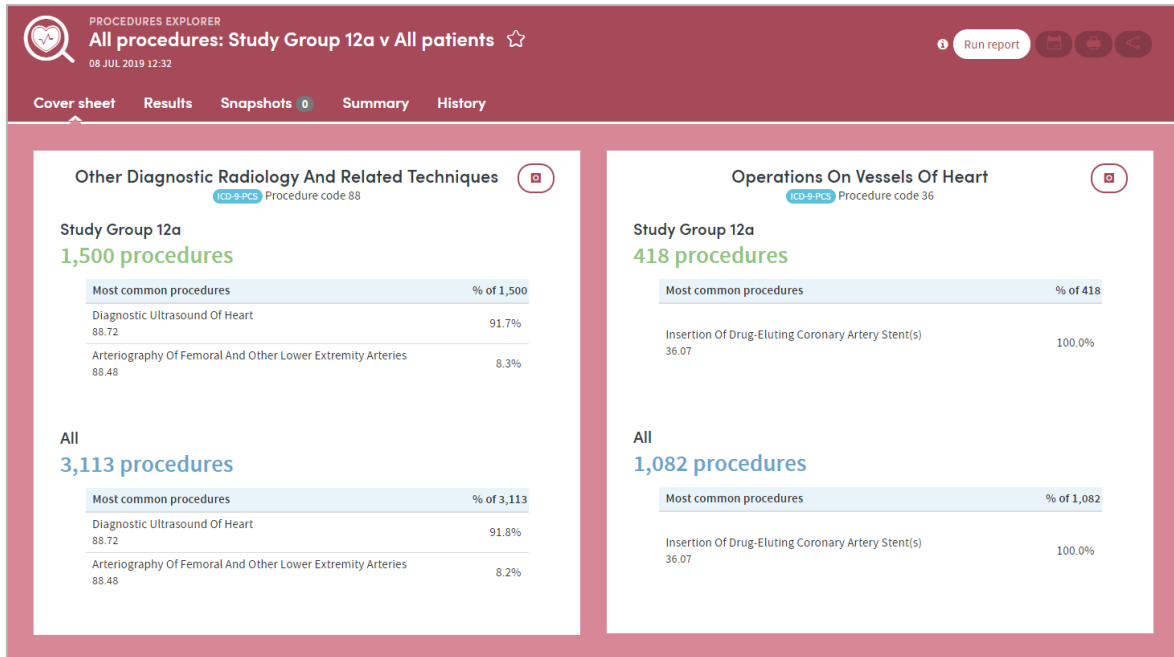 PROCEDURES EXPLORER
All procedures: Study Group 12a v All patients
08 JUL 2019 12:32
Run report
Cover sheet Results Snapshots 0 Summary History
Other Diagnostic Radiology And Related Techniques
ICD-9-PCS Procedure code 88
Study Group 12a
1,500 procedures
Most common procedures % of 1,500
Diagnostic Ultrasound Of Heart
88.72
91.7%
Arteriography Of Femoral And Other Lower Extremity Arteries
88.48
8.3%
All
3,113 procedures
Most common procedures % of 3,113
Diagnostic Ultrasound Of Heart
88.72
91.8%
Arteriography Of Femoral And Other Lower Extremity Arteries
88.48
8.2%
Operations On Vessels Of Heart
ICD-9-PCS Procedure code 36
Study Group 12a
418 procedures
Most common procedures % of 418
Insertion Of Drug-Eluting Coronary Artery Stent(s)
36.07
100.0%
All
1,082 procedures
Most common procedures % of 1,082
Insertion Of Drug-Eluting Coronary Artery Stent(s)
36.07
100.0%